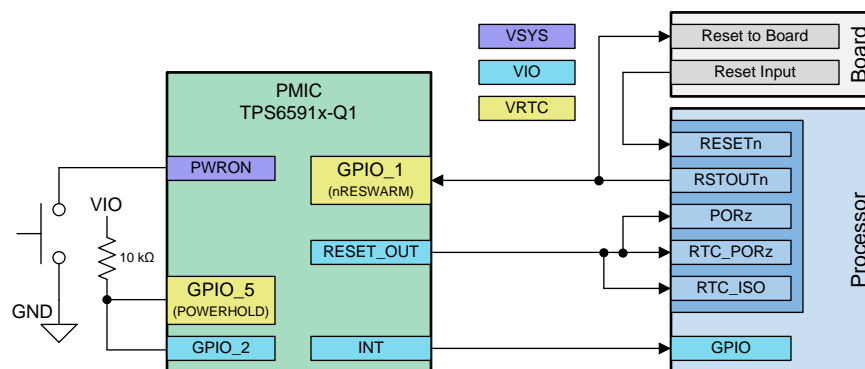 VSYS
VIO
VRTC
Reset to Board
Reset Input
Board
PMIC
TPS6591x-Q1
PWRON
GPIO_1
(nRESWARM)
RESET_OUT
VIO
10 kΩ
GPIO_5
(POWERHOLD)
GND
GPIO_2
INT
RESETn
RSTOUTn
PORz
RTC_PORz
RTC_ISO
GPIO
Processor